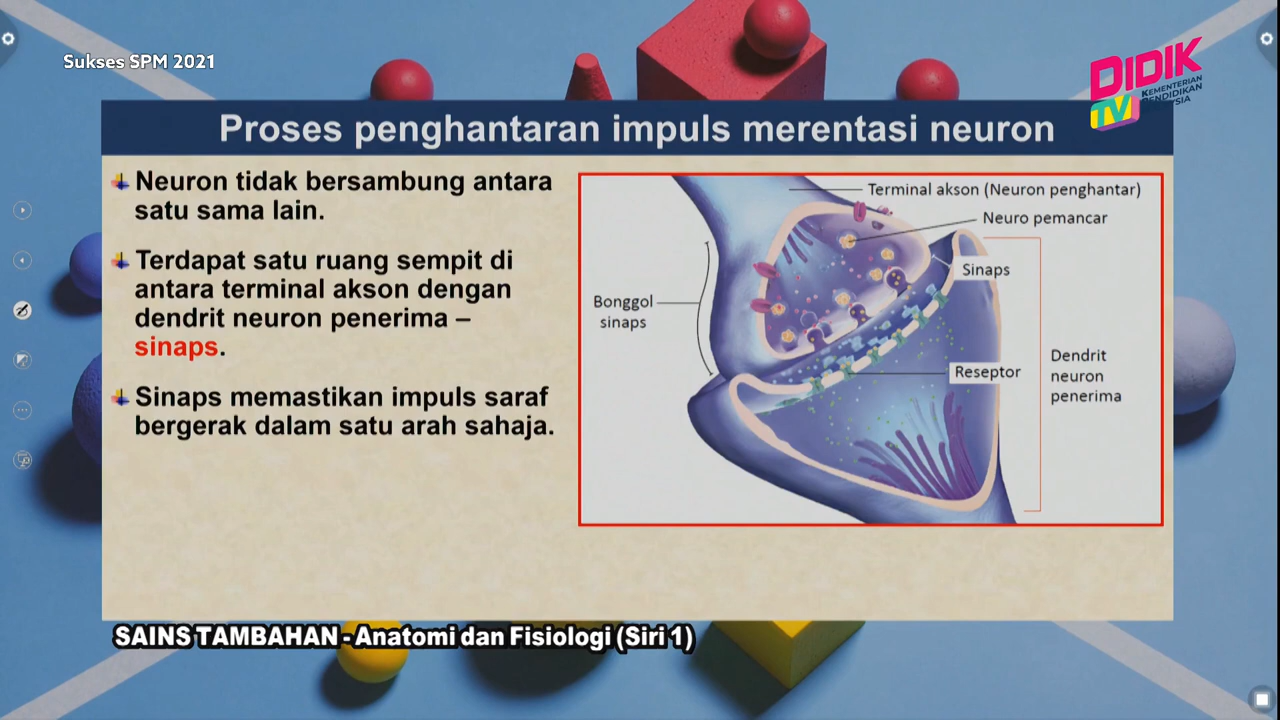 Sukses SPM 2021
DIDIK
TV
KEMENTERIAN
PENDIDIKAN
MALAYSIA
Proses penghantaran impuls merentasi neuron
Neuron tidak bersambung antara
satu sama lain.
Terdapat satu ruang sempit di
antara terminal akson dengan
dendrit neuron penerima –
sinaps.
Sinaps memastikan impuls saraf
bergerak dalam satu arah sahaja.
Terminal akson (Neuron penghantar)
Neuro pemancar
Sinaps
Bonggol
sinaps
Reseptor
Dendrit
neuron
penerima
SAINS TAMBAHAN - Anatomi dan Fisiologi (Siri 1)